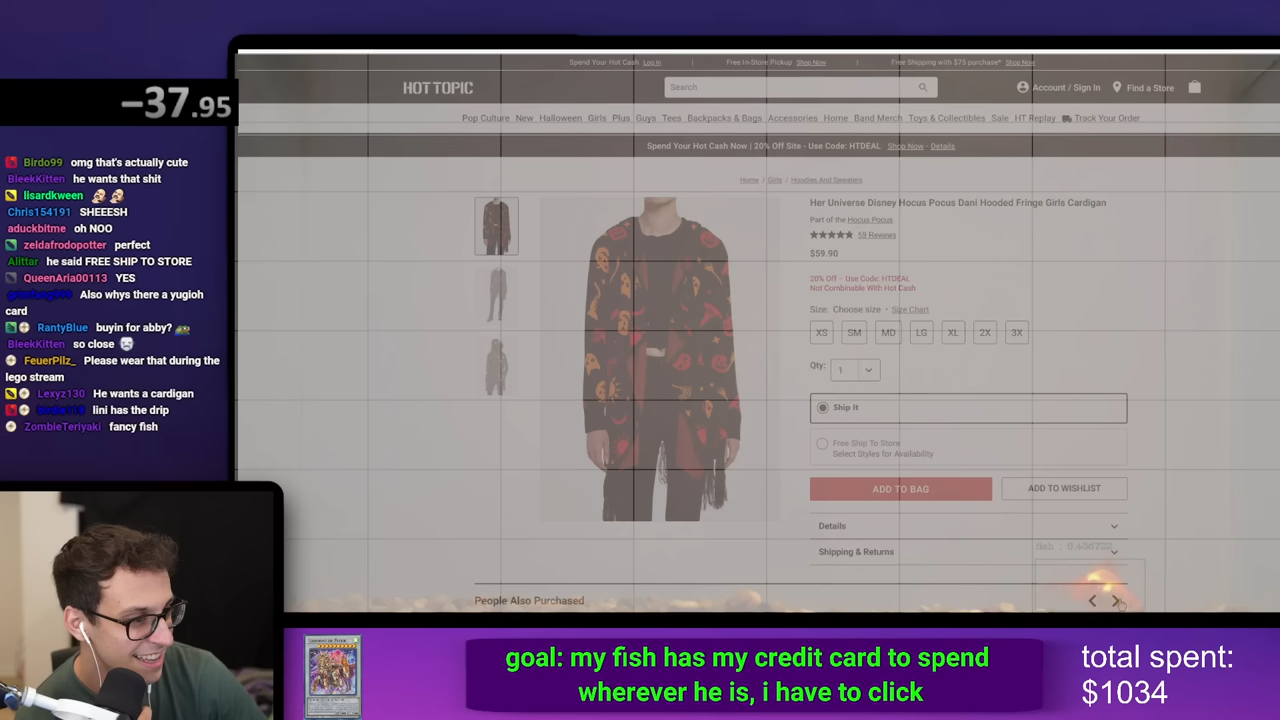 −37.95
Birdo99 omg that's actually cute
BleekKitten he wants that shit
lisardkween
Chris154191 SHEEESH
aduckbitme oh NOO
zeldafrodopotter perfect
Alittar he said FREE SHIP TO STORE
QueenAria00113 YES
Also whys there a yugioh
card
RantyBlue buyin for abby?
BleekKitten so close
FeuerPilz_ Please wear that during the
lego stream
Lexyz130 He wants a cardigan
lini has the drip
ZombieTeriyaki fancy fish
Spend Your Hot Cash Log In | Free In-Store Pickup Shop Now | Free Shipping with $75 purchase* Shop Now
HOT TOPIC
Search
Account / Sign In
Find a Store
Pop Culture New Halloween Girls Plus Guys Tees Backpacks & Bags Accessories Home Band Merch Toys & Collectibles Sale HT Replay Track Your Order
Spend Your Hot Cash Now | 20% Off Site - Use Code: HTDEAL Shop Now - Details
Home / Girls / Hoodies And Sweaters
Her Universe Disney Hocus Pocus Dani Hooded Fringe Girls Cardigan
Part of the Hocus Pocus
59 Reviews
$59.90
20% Off - Use Code: HTDEAL
Not Combinable With Hot Cash
Size: Choose size • Size Chart
XS SM MD LG XL 2X 3X
Qty: 1
Ship It
Free Ship To Store
Select Styles for Availability
ADD TO BAG
ADD TO WISHLIST
Details
fish :
Shipping & Returns
People Also Purchased
goal: my fish has my credit card to spend
wherever he is, i have to click
total spent:
$1034